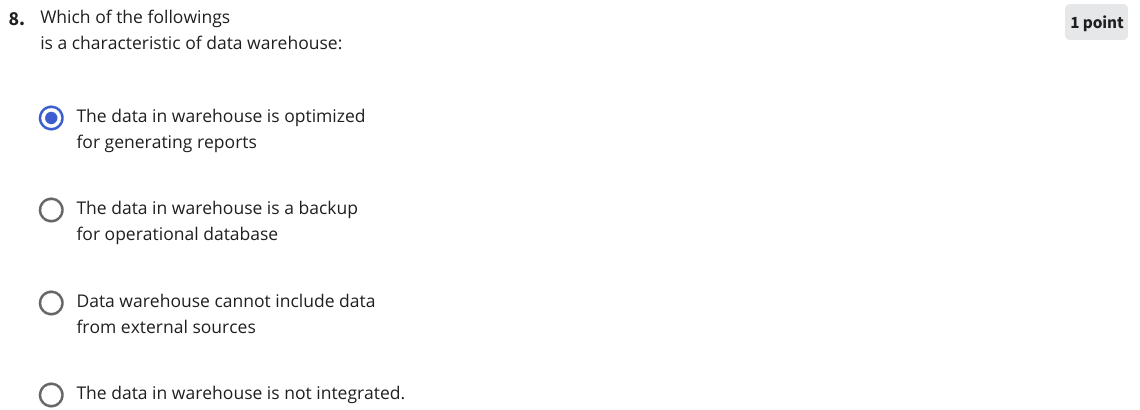 8. Which of the followings
1 point
is a characteristic of data warehouse:
The data in warehouse is optimized
for generating reports
The data in warehouse is a backup
for operational database
Data warehouse cannot include data
from external sources
The data in warehouse is not integrated.